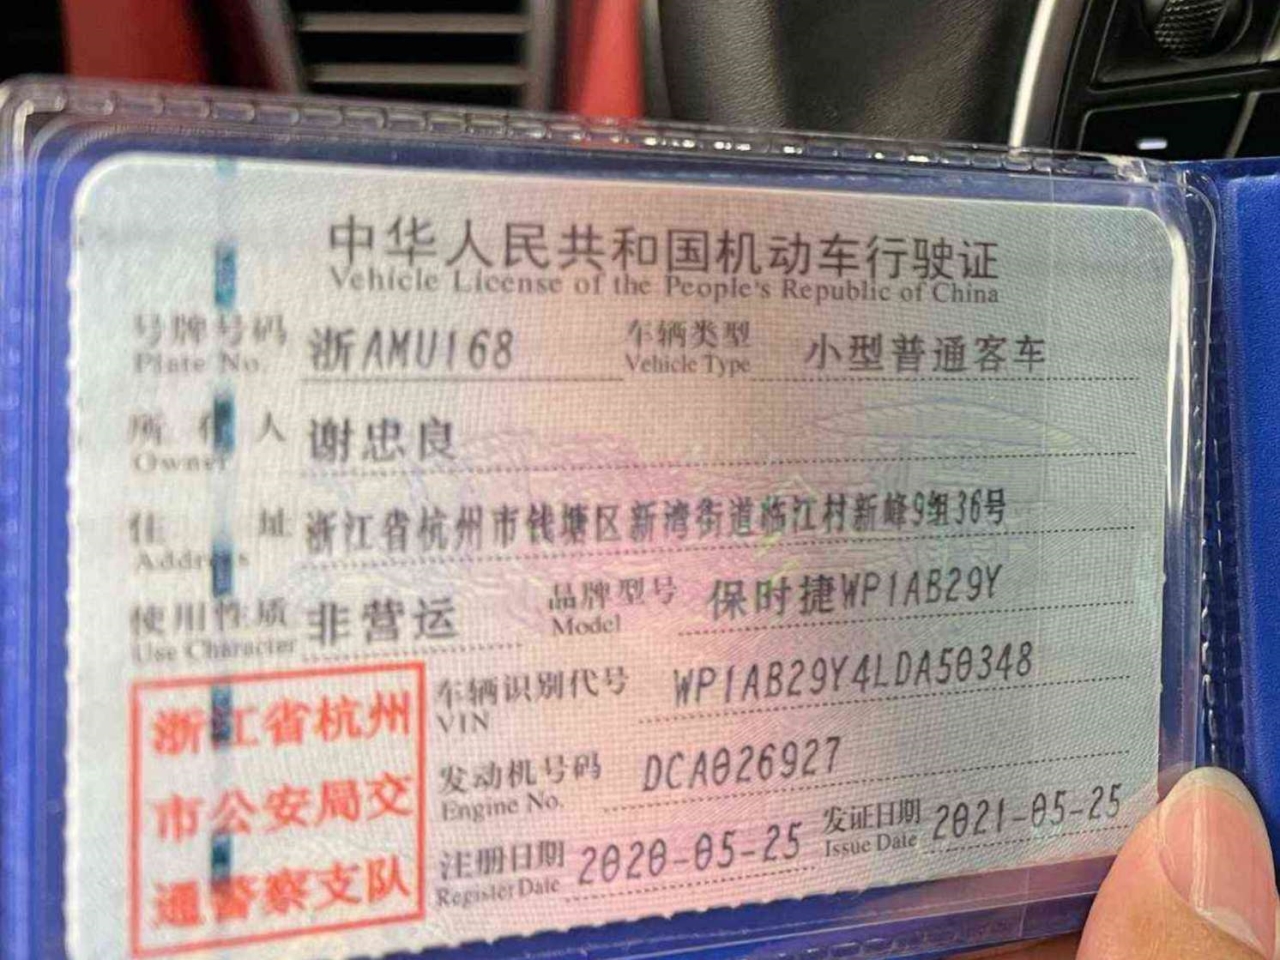 中华人民共和国机动车行驶证
Vehicle License of the People's Republic of China
号牌号码 浙AMU168 车辆类型 小型普通客车
Plate No. Vehicle Type
所有人 谢忠良
Owner
住址 浙江省杭州市钱塘区新湾街道临江村新峰9组36号
Address
使用性质 非营运 品牌型号 保时捷WP1AB29Y
Use Character Model
车辆识别代号 WP1AB29Y4LDA50348
VIN
发动机号码 DCA026927
Engine No.
注册日期 2020-05-25 发证日期 2021-05-25
Register Date Issue Date
浙江省杭州
市公安局交
通警察支队